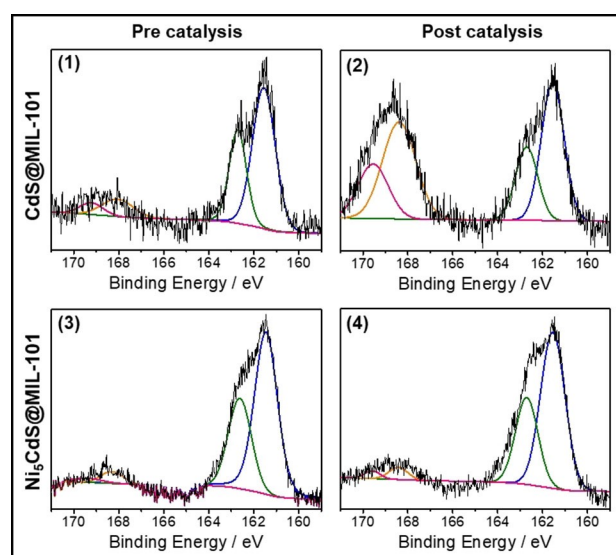 Pre catalysis
Post catalysis
CdS@MIL-101
(1)
170 168 166 164 162 160
Binding Energy / eV
(2)
170 168 166 164 162 160
Binding Energy / eV
Ni₅CdS@MIL-101
(3)
170 168 166 164 162 160
Binding Energy / eV
(4)
170 168 166 164 162 160
Binding Energy / eV